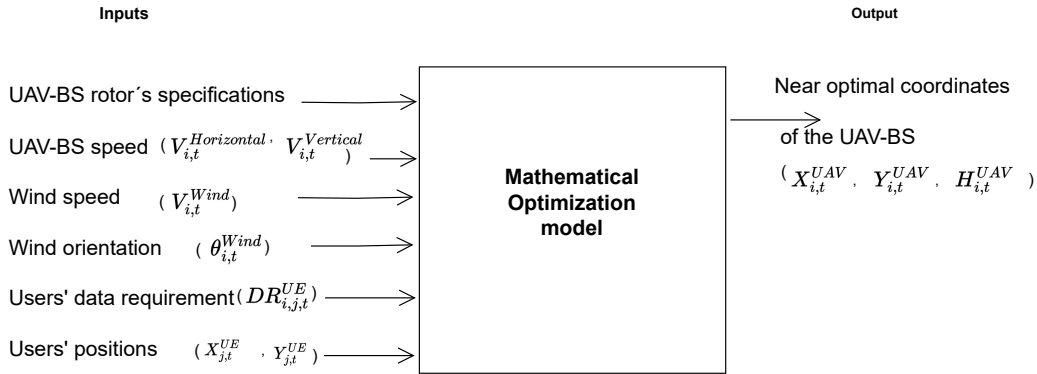 Inputs
Output
UAV-BS rotor´s specifications
UAV-BS speed ( V_{i,t}^{Horizontal} , V_{i,t}^{Vertical} )
Wind speed ( V_{i,t}^{Wind} )
Wind orientation ( θ_{i,t}^{Wind} )
Users' data requirement ( DR_{i,j,t}^{UE} )
Users' positions ( X_{j,t}^{UE} , Y_{j,t}^{UE} )
Mathematical
Optimization
model
Near optimal coordinates
of the UAV-BS
( X_{i,t}^{UAV} , Y_{i,t}^{UAV} , H_{i,t}^{UAV} )